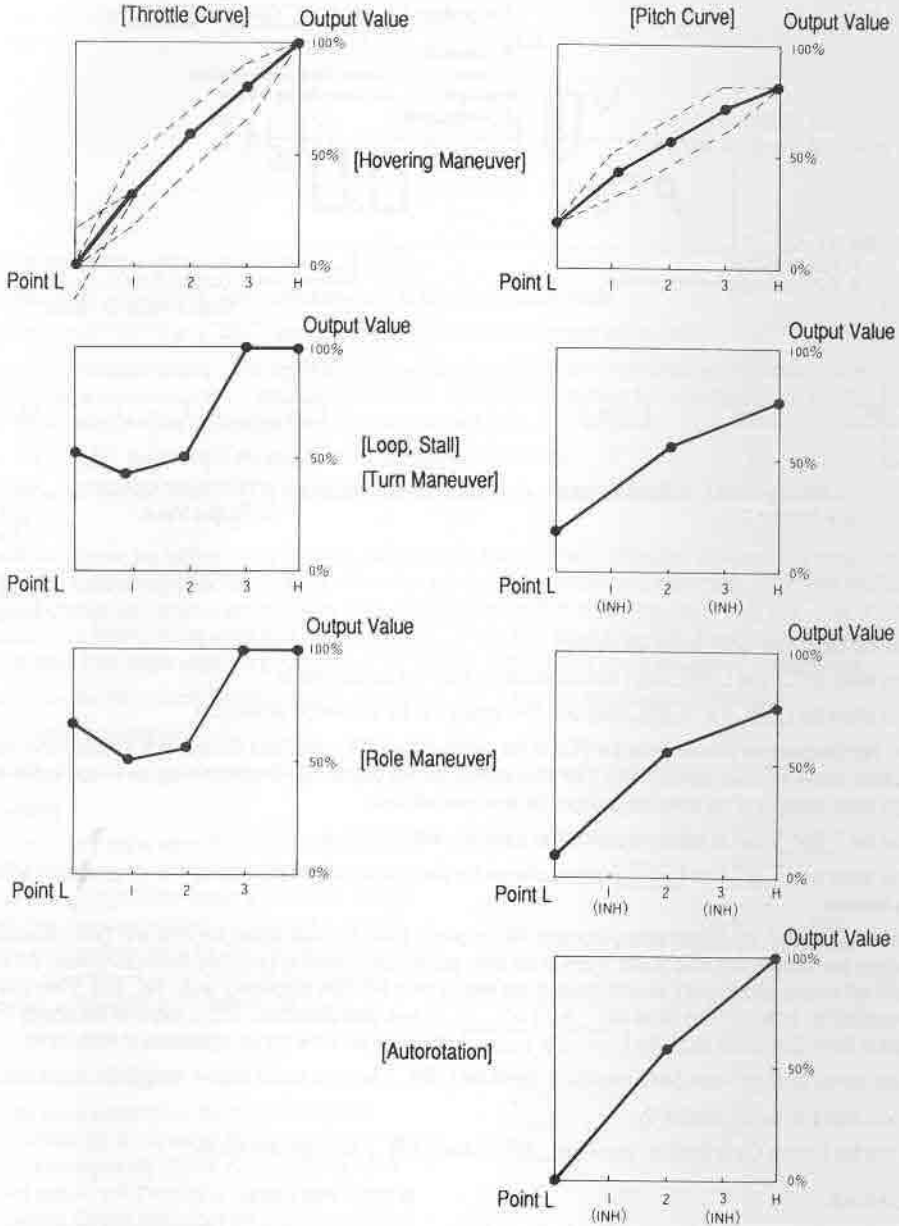 [Throttle Curve] Output Value
100%
50%
0%
Point L 1 2 3 H
[Pitch Curve] Output Value
100%
50%
0%
Point L 1 2 3 H
[Hovering Maneuver]
Output Value
100%
50%
0%
Point L 1 2 3 H
[Loop, Stall]
[Turn Maneuver]
Output Value
100%
50%
0%
Point L 1 2 3 H
(INH) (INH)
Output Value
100%
50%
0%
Point L 1 2 3 H
[Role Maneuver]
Output Value
100%
50%
0%
Point L 1 2 3 H
(INH) (INH)
[Autorotation]
Output Value
100%
50%
0%
Point L 1 2 3 H
(INH) (INH)